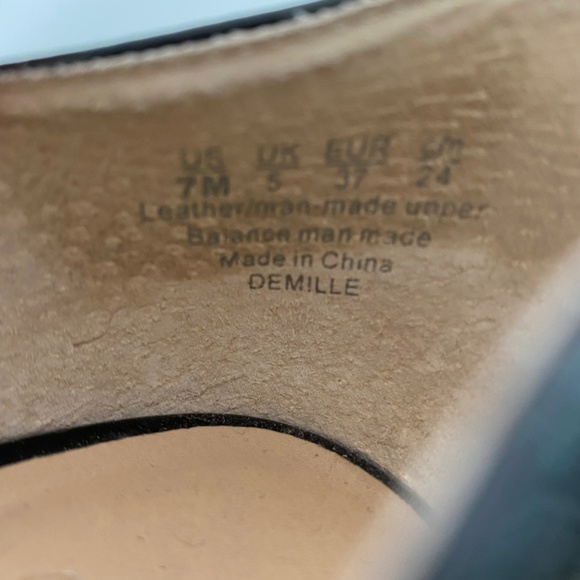 US UK EUR cm
7M 5 37 24
Leather/man-made upper
Balance man made
Made in China
DEMILLE